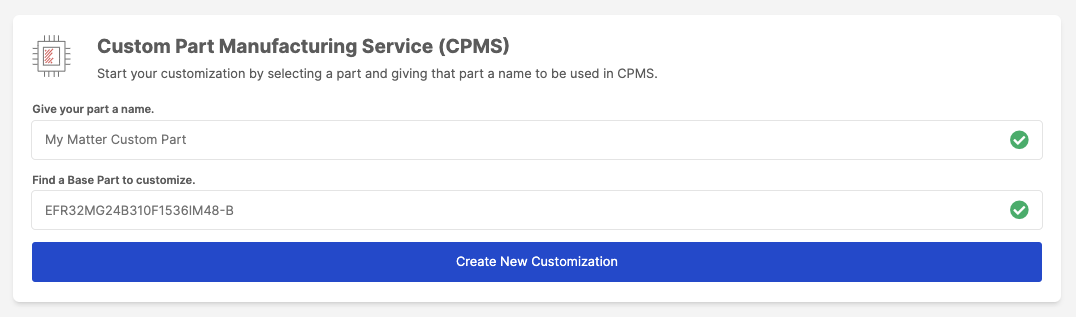 Custom Part Manufacturing Service (CPMS)
Start your customization by selecting a part and giving that part a name to be used in CPMS.
Give your part a name.
My Matter Custom Part
Find a Base Part to customize.
EFR32MG24B310F1536IM48-B
Create New Customization